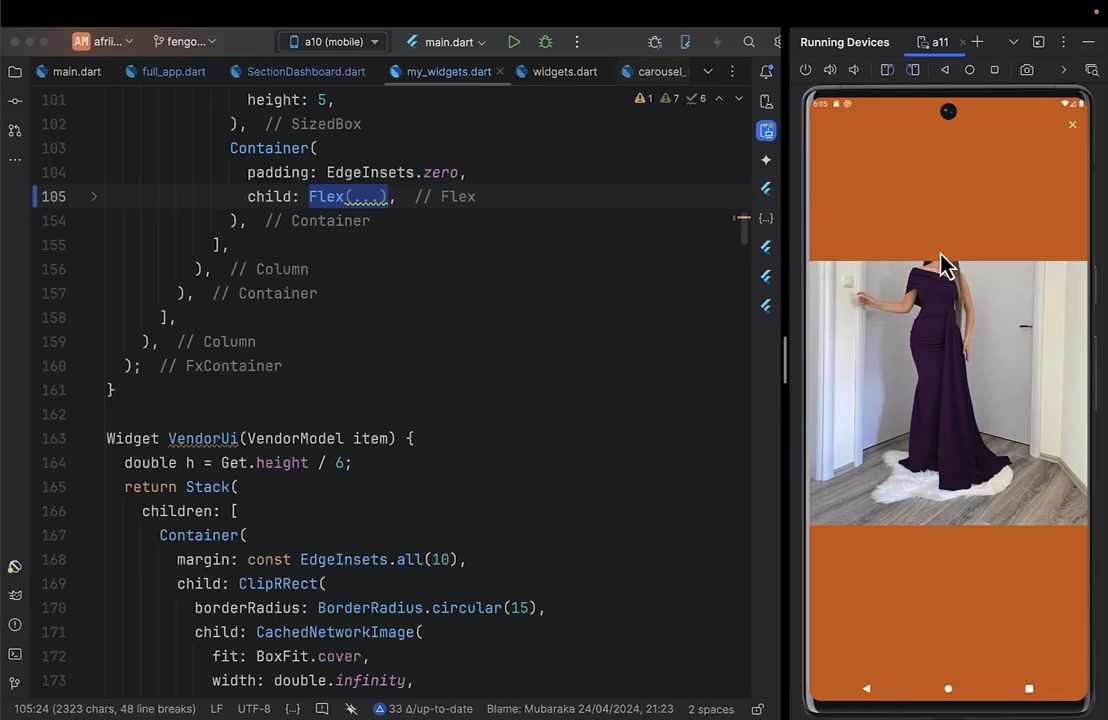 AM afrii... fengo... a10 (mobile) main.dart Running Devices a11
main.dart full_app.dart SectionDashboard.dart my_widgets.dart widgets.dart carousel_
101 height: 5,
102 ), // SizedBox
103 Container(
104 padding: EdgeInsets.zero,
105 child: Flex(...), // Flex
154 ), // Container
155 ],
156 ), // Column
157 ), // Container
158 ],
159 ), // Column
160 ); // FxContainer
161 }
162
163 Widget VendorUi(VendorModel item) {
164 double h = Get.height / 6;
165 return Stack(
166 children: [
167 Container(
168 margin: const EdgeInsets.all(10),
169 child: ClipRRect(
170 borderRadius: BorderRadius.circular(15),
171 child: CachedNetworkImage(
172 fit: BoxFit.cover,
173 width: double.infinity,
1 7 6
6:05
105:24 (2323 chars, 48 line breaks) LF UTF-8 {...} 33 Δ/up-to-date Blame: Mubaraka 24/04/2024, 21:23 2 spaces